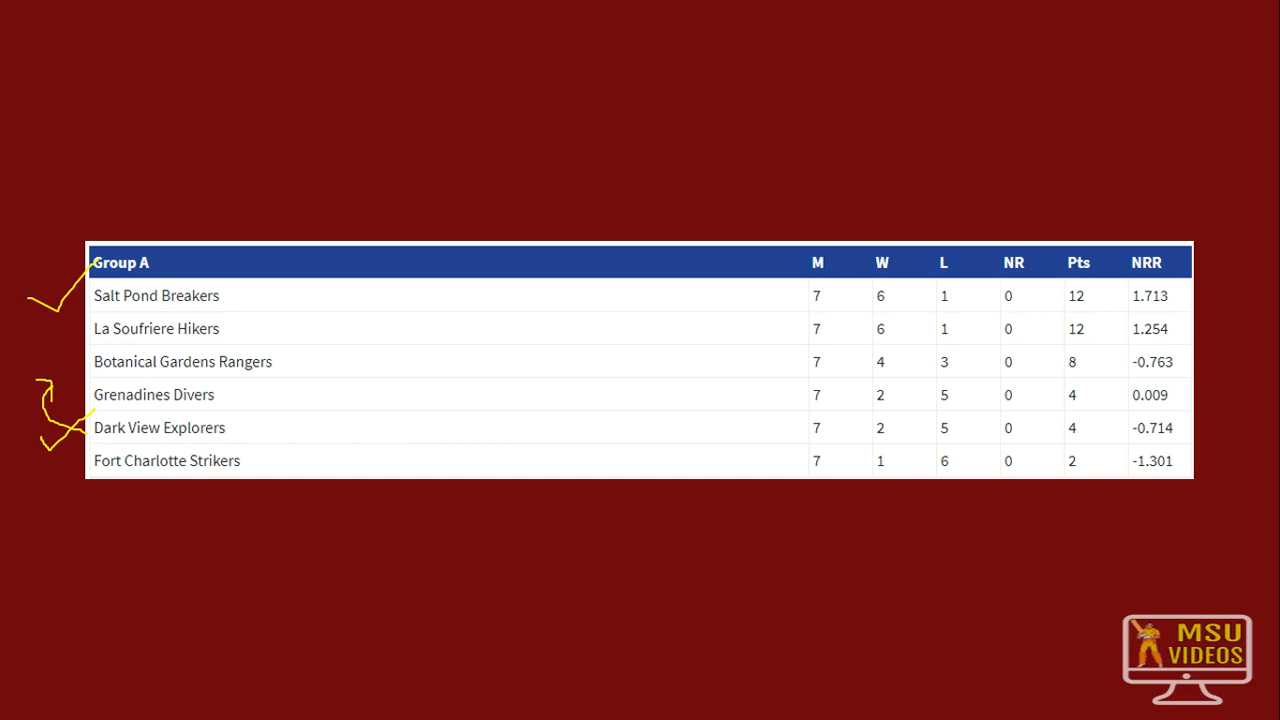 Group A M W L NR Pts NRR
Salt Pond Breakers 7 6 1 0 12 1.713
La Soufriere Hikers 7 6 1 0 12 1.254
Botanical Gardens Rangers 7 4 3 0 8 -0.763
Grenadines Divers 7 2 5 0 4 0.009
Dark View Explorers 7 2 5 0 4 -0.714
Fort Charlotte Strikers 7 1 6 0 2 -1.301
MSU
VIDEOS